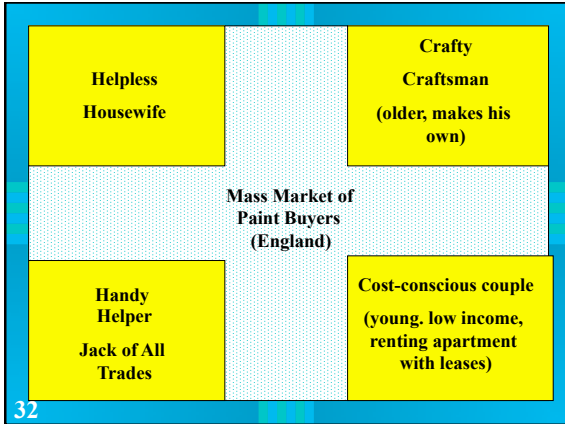 Helpless
Housewife
Crafty
Craftsman
(older, makes his
own)
Mass Market of
Paint Buyers
(England)
Handy
Helper
Jack of All
Trades
Cost-conscious couple
(young. low income,
renting apartment
with leases)
32